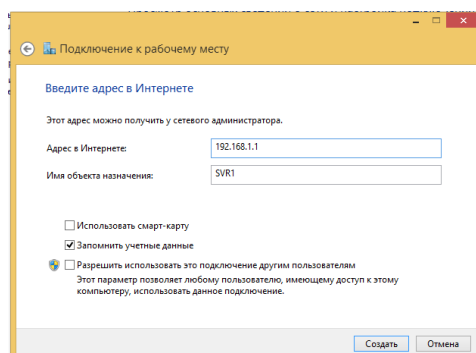 Подключение к рабочему месту
Введите адрес в Интернете
Этот адрес можно получить у сетевого администратора.
Адрес в Интернете:
192.168.1.1
Имя объекта назначения:
SVR1
Использовать смарт-карту
Запомнить учетные данные
Разрешить использовать это подключение другим пользователям
Этот параметр позволяет любому пользователю, имеющему доступ к этому
компьютеру, использовать данное подключение.
Создать
Отмена